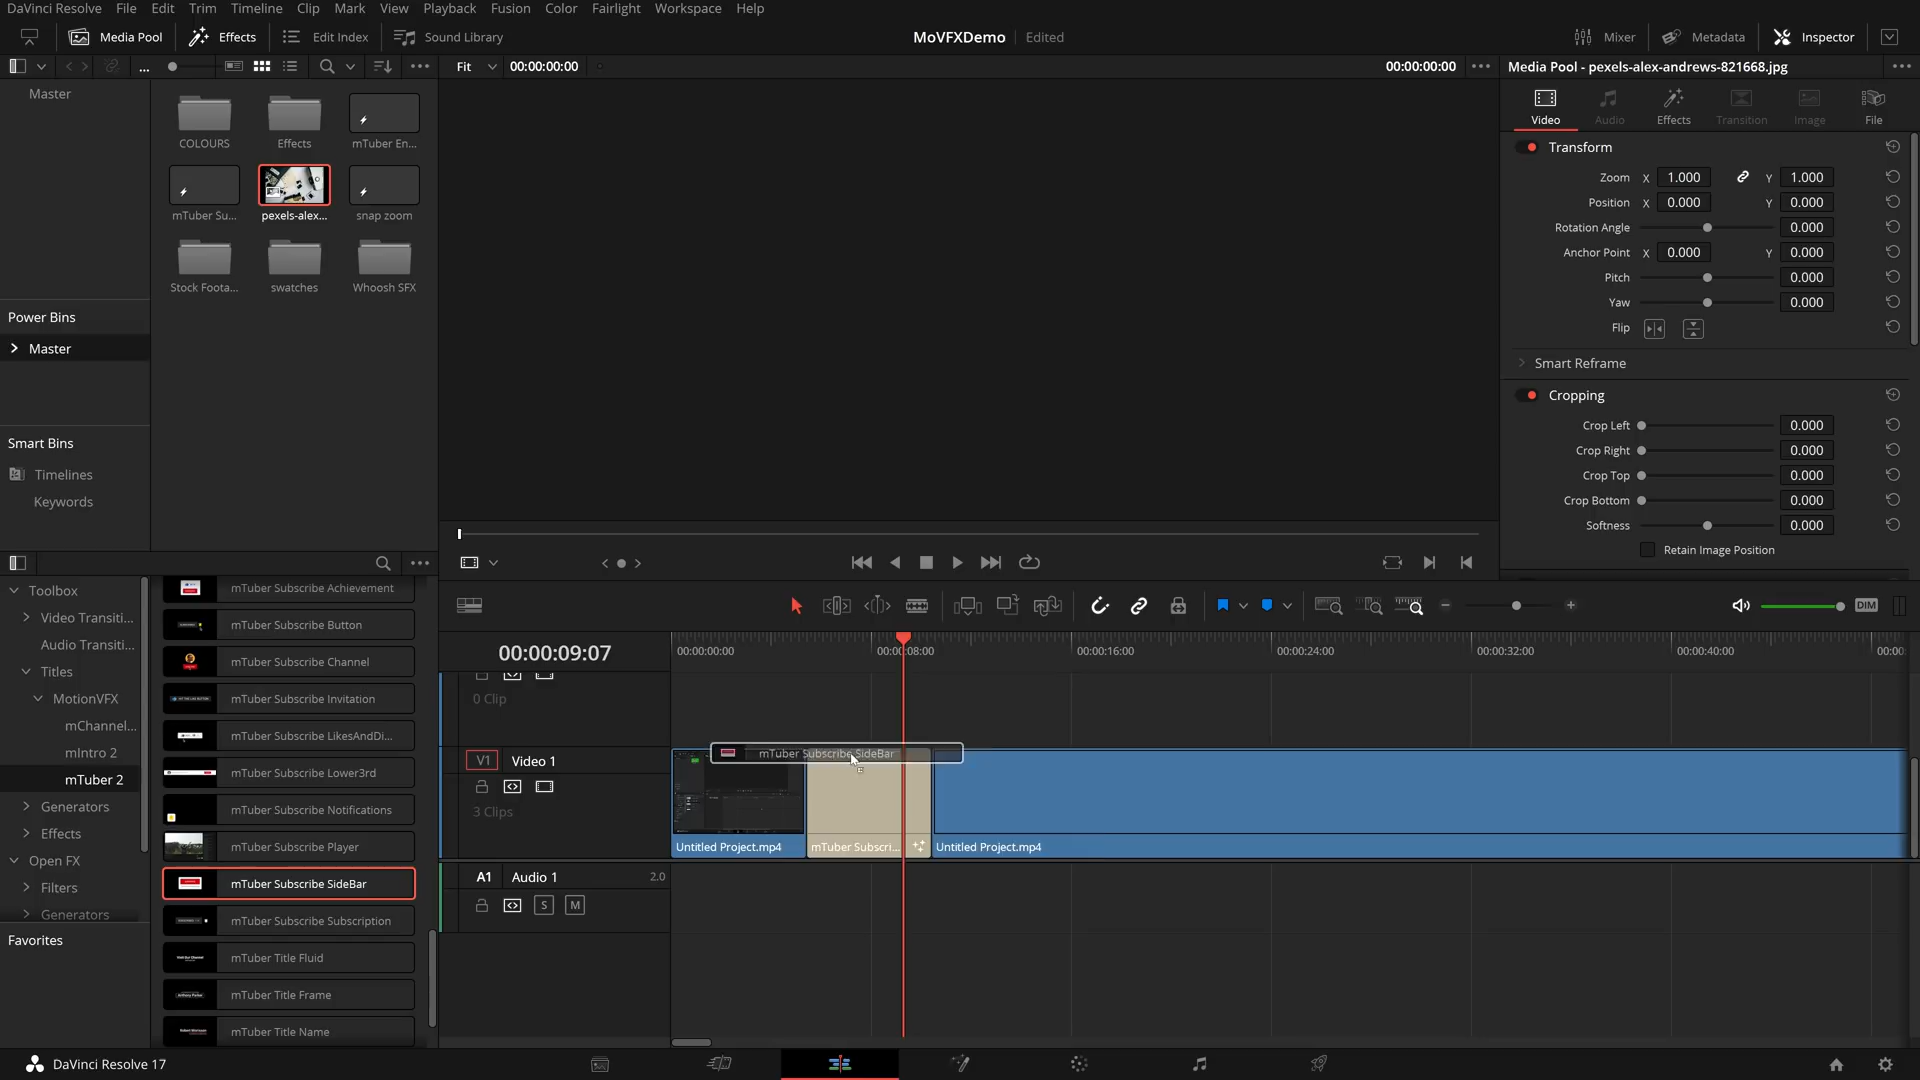 DaVinci Resolve File Edit Trim Timeline Clip Mark View Playback Fusion Color Fairlight Workspace Help
Media Pool Effects Edit Index Sound Library MoVFXDemo Edited Mixer Metadata Inspector
... Fit 00:00:00:00 00:00:00:00 Media Pool - pexels-alex-andrews-821668.jpg
Master
COLOURS Effects mTuber En...
mTuber Su... pexels-alex... snap zoom
Stock Foota... swatches Whoosh SFX
Power Bins
Master
Smart Bins
Timelines
Keywords
Video Audio Effects Transition Image File
Transform
Zoom X 1.000 Y 1.000
Position X 0.000 Y 0.000
Rotation Angle 0.000
Anchor Point X 0.000 Y 0.000
Pitch 0.000
Yaw 0.000
Flip
Smart Reframe
Cropping
Crop Left 0.000
Crop Right 0.000
Crop Top 0.000
Crop Bottom 0.000
Softness 0.000
Retain Image Position
Toolbox
Video Transiti...
Audio Transiti...
Titles
MotionVFX
mChannel...
mIntro 2
mTuber 2
Generators
Effects
Open FX
Filters
Generators
Favorites
mTuber Subscribe Achievement
mTuber Subscribe Button
mTuber Subscribe Channel
mTuber Subscribe Invitation
mTuber Subscribe LikesAndDi...
mTuber Subscribe Lower3rd
mTuber Subscribe Notifications
mTuber Subscribe Player
mTuber Subscribe SideBar
mTuber Subscribe Subscription
mTuber Title Fluid
mTuber Title Frame
mTuber Title Name
DIM
00:00:09:07 00:00:00:00 00:00:08:00 00:00:16:00 00:00:24:00 00:00:32:00 00:00:40:00 00:00
0 Clip
V1 Video 1 mTuber Subscribe SideBar
3 Clips
Untitled Project.mp4 mTuber Subscri... Untitled Project.mp4
A1 Audio 1 2.0
S M
DaVinci Resolve 17